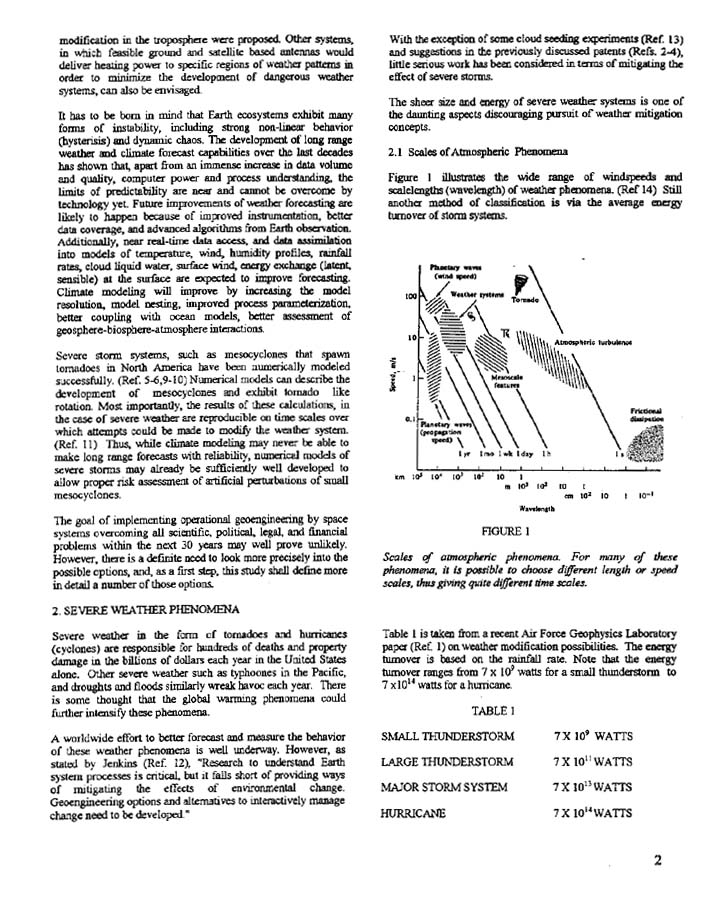 modification in the troposphere were proposed. Other systems,
in which feasible ground and satellite based antennas would
deliver heating power to specific regions of weather patterns in
order to minimize the development of dangerous weather
systems, can also be envisaged.
It has to be born in mind that Earth ecosystems exhibit many
forms of instability, including strong non-linear behavior
(hysterisis) and dynamic chaos. The development of long range
weather and climate forecast capabilities over the last decades
has shown that, apart from an immense increase in data volume
and quality, computer power and process understanding, the
limits of predictability are near and cannot be overcome by
technology yet. Future improvements of weather forecasting are
likely to happen because of improved instrumentation, better
data coverage, and advanced algorithms from Earth observation.
Additionally, near real-time data access, and data assimilation
into models of temperature, wind, humidity profiles, rainfall
rates, cloud liquid water, surface wind, energy exchange (latent,
sensible) at the surface are expected to improve forecasting.
Climate modeling will improve by increasing the model
resolution, model nesting, improved process parameterization,
better coupling with ocean models, better assessment of
geosphere-biosphere-atmosphere interactions.
Severe storm systems, such as mesocyclones that spawn
tornadoes in North America have been numerically modeled
successfully. (Ref. 5-6,9-10) Numerical models can describe the
development of mesocyclones and exhibit tornado like
rotation. Most importantly, the results of these calculations, in
the case of severe weather are reproducible on time scales over
which attempts could be made to modify the weather system.
(Ref. 11) Thus, while climate modeling may never be able to
make long range forecasts with reliability, numerical models of
severe storms may already be sufficiently well developed to
allow proper risk assessment of artificial perturbations of small
mesocyclones.
The goal of implementing operational geoengineering by space
systems overcoming all scientific, political, legal, and financial
problems within the next 30 years may well prove unlikely.
However, there is a definite need to look more precisely into the
possible options, and, as a first step, this study shall define more
in detail a number of those options.
2. SEVERE WEATHER PHENOMENA
Severe weather in the form of tornadoes and hurricanes
(cyclones) are responsible for hundreds of deaths and property
damage in the billions of dollars each year in the United States
alone. Other severe weather such as typhoones in the Pacific,
and droughts and floods similarly wreak havoc each year. There
is some thought that the global warming phenomena could
further intensify these phenomena.
A worldwide effort to better forecast and measure the behavior
of these weather phenomena is well underway. However, as
stated by Jenkins (Ref. 12), "Research to understand Earth
system processes is critical, but it falls short of providing ways
of mitigating the effects of environmental change.
Geoengineering options and alternatives to interactively manage
change need to be developed."
With the exception of some cloud seeding experiments (Ref. 13)
and suggestions in the previously discussed patents (Refs. 2-4),
little serious work has been considered in terms of mitigating the
effect of severe storms.
The sheer size and energy of severe weather systems is one of
the daunting aspects discouraging pursuit of weather mitigation
concepts.
2.1 Scales of Atmospheric Phenomena
Figure 1 illustrates the wide range of windspeeds and
scalelengths (wavelength) of weather phenomena. (Ref 14) Still
another method of classification is via the average energy
turnover of storm systems.
Planetary waves
(wind speed)
Weather systems
Tornado
100
10
Atmospheric turbulence
Speed, m/s
1
Mesoscale
features
0.1
Planetary waves
(propagation
speed)
Frictional
dissipation
1 yr 1 mo 1 wk 1 day 1 h 1 s
km 10⁵ 10⁴ 10³ 10² 10 1
m 10³ 10² 10 1
cm 10² 10 1 10⁻¹
Wavelength
FIGURE 1
Scales of atmospheric phenomena. For many of these
phenomena, it is possible to choose different length or speed
scales, thus giving quite different time scales.
Table 1 is taken from a recent Air Force Geophysics Laboratory
paper (Ref. 1) on weather modification possibilities. The energy
turnover is based on the rainfall rate. Note that the energy
turnover ranges from 7 x 10⁹ watts for a small thunderstorm to
7 x10¹⁴ watts for a hurricane.
TABLE 1
SMALL THUNDERSTORM 7 X 10⁹ WATTS
LARGE THUNDERSTORM 7 X 10¹¹ WATTS
MAJOR STORM SYSTEM 7 X 10¹³ WATTS
HURRICANE 7 X 10¹⁴ WATTS
2